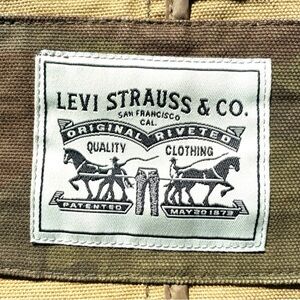 LEVI STRAUSS & CO.
SAN FRANCISCO
CAL.
ORIGINAL RIVETED
QUALITY CLOTHING
PATENTED MAY 20 1873